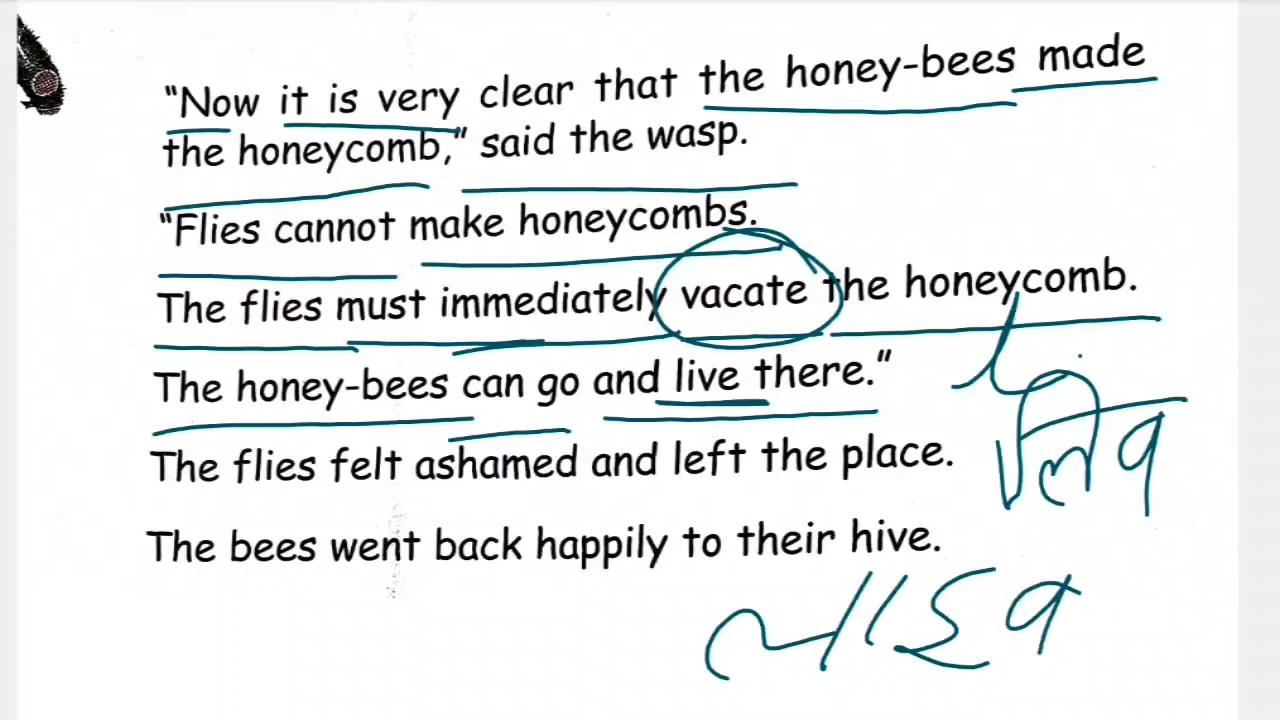 "Now it is very clear that the honey-bees made
the honeycomb," said the wasp.
"Flies cannot make honeycombs.
The flies must immediately vacate the honeycomb.
The honey-bees can go and live there."
The flies felt ashamed and left the place.
लिव
The bees went back happily to their hive.
लाइव